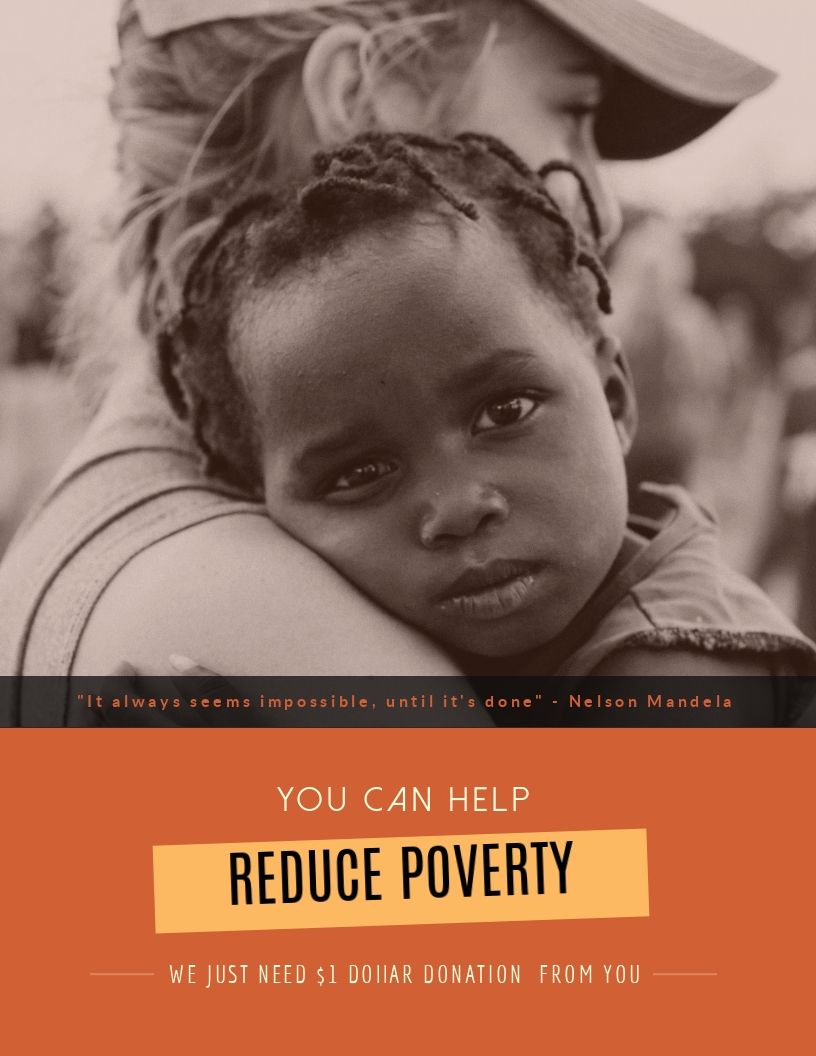 "It always seems impossible, until it's done" - Nelson Mandela
YOU CAN HELP
REDUCE POVERTY
WE JUST NEED $1 DOllAR DONATION FROM YOU